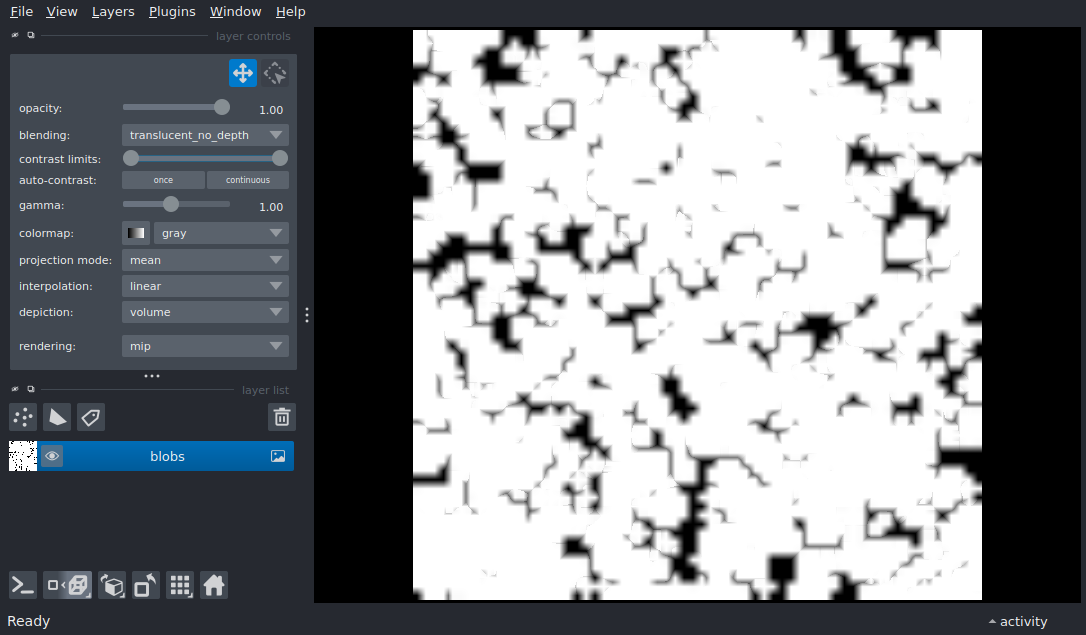 File View Layers Plugins Window Help
layer controls
opacity: 1.00
blending: translucent_no_depth
contrast limits:
auto-contrast: once continuous
gamma: 1.00
colormap: gray
projection mode: mean
interpolation: linear
depiction: volume
rendering: mip
layer list
blobs
Ready activity